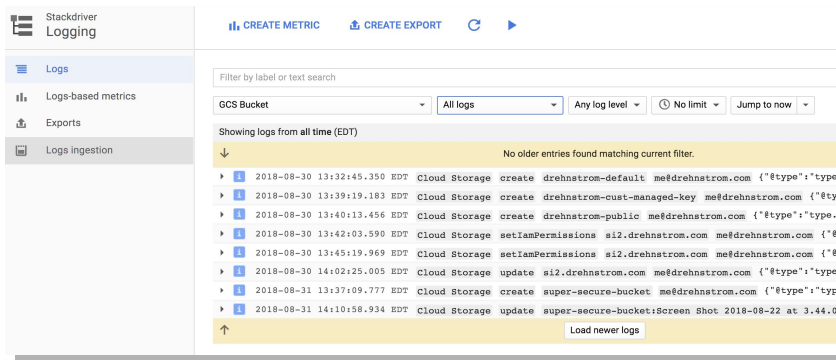 Stackdriver
Logging
CREATE METRIC CREATE EXPORT
Logs
Logs-based metrics
Exports
Logs ingestion
Filter by label or text search
GCS Bucket All logs Any log level No limit Jump to now
Showing logs from all time (EDT)
No older entries found matching current filter.
i 2018-08-30 13:32:45.350 EDT Cloud Storage create drehnstrom-default me@drehnstrom.com {"@type":"type
i 2018-08-30 13:39:19.183 EDT Cloud Storage create drehnstrom-cust-managed-key me@drehnstrom.com {"@ty
i 2018-08-30 13:40:13.456 EDT Cloud Storage create drehnstrom-public me@drehnstrom.com {"@type":"type.
i 2018-08-30 13:42:03.590 EDT Cloud Storage setIamPermissions si2.drehnstrom.com me@drehnstrom.com {"@
i 2018-08-30 13:45:19.969 EDT Cloud Storage setIamPermissions si2.drehnstrom.com me@drehnstrom.com {"@
i 2018-08-30 14:02:25.005 EDT Cloud Storage update si2.drehnstrom.com me@drehnstrom.com {"@type":"type
i 2018-08-31 13:37:09.777 EDT Cloud Storage create super-secure-bucket me@drehnstrom.com {"@type":"typ
i 2018-08-31 14:10:58.934 EDT Cloud Storage update super-secure-bucket:Screen Shot 2018-08-22 at 3.44.0
Load newer logs